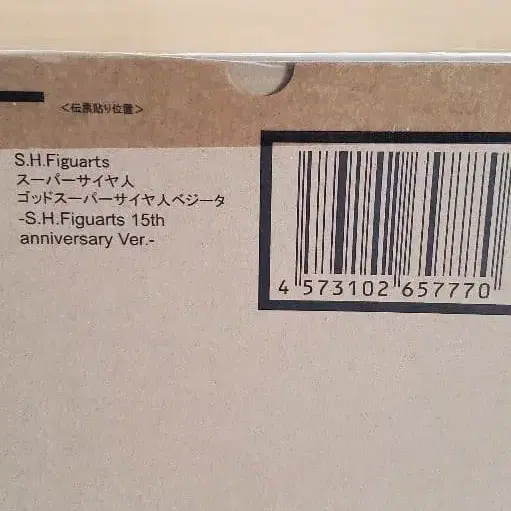 <伝票貼り位置>
S.H.Figuarts
スーパーサイヤ人
ゴッドスーパーサイヤ人ベジータ
-S.H.Figuarts 15th
anniversary Ver.-
4 573102 657770